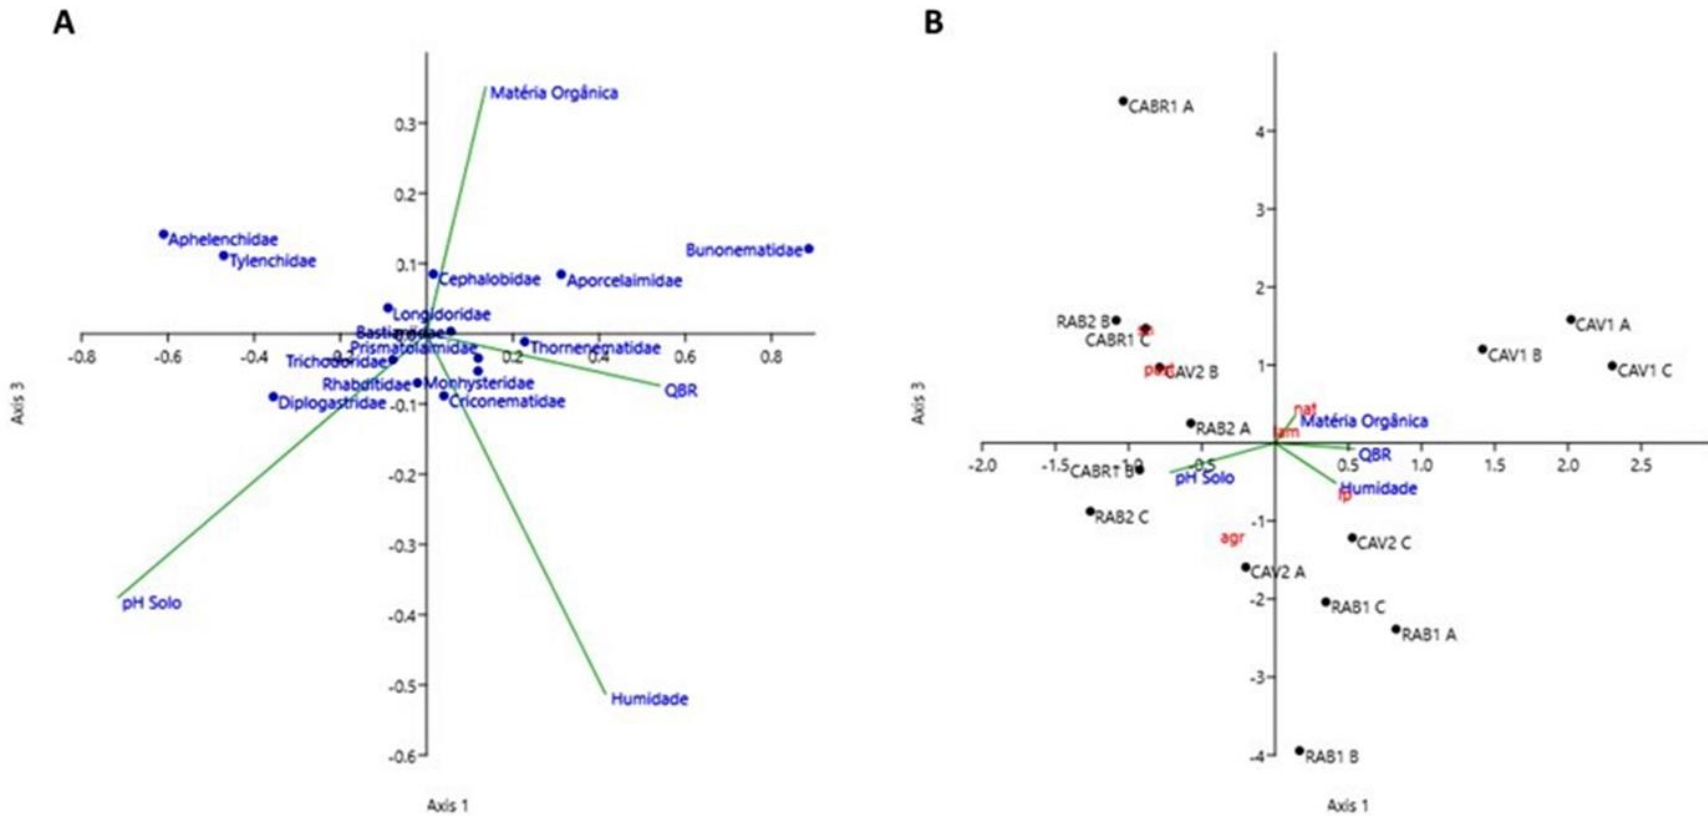 A
Matéria Orgânica
0.3
0.2
Aphelenchidae
Tylenchidae
Bunonematidae
0.1
Cephalobidae
Aporcelaimidae
Longidoridae
Bastianiidae
-0.8
-0.6
-0.4
0.2
0.4
0.6
0.8
Prismatolaimidae
Thornenematidae
Trichodoridae
Rhabditidae
Monhysteridae
QBR
Diplogastridae
-0.1
Criconematidae
-0.2
-0.3
-0.4
-0.5
-0.6
pH Solo
Humidade
Axis 3
Axis 1
B
CABR1 A
4
3
2
RAB2 B
CABR1 C
CAV1 A
CAV1 B
CAV1 C
1
CAV2 B
nat
Matéria Orgânica
RAB2 A
-2.0
-1.5
0.5
1.0
1.5
2.0
2.5
CABR1 B
pH Solo
QBR
Humidade
RAB2 C
-1
agr
CAV2 C
CAV2 A
-2
RAB1 C
RAB1 A
-3
-4
RAB1 B
Axis 3
Axis 1